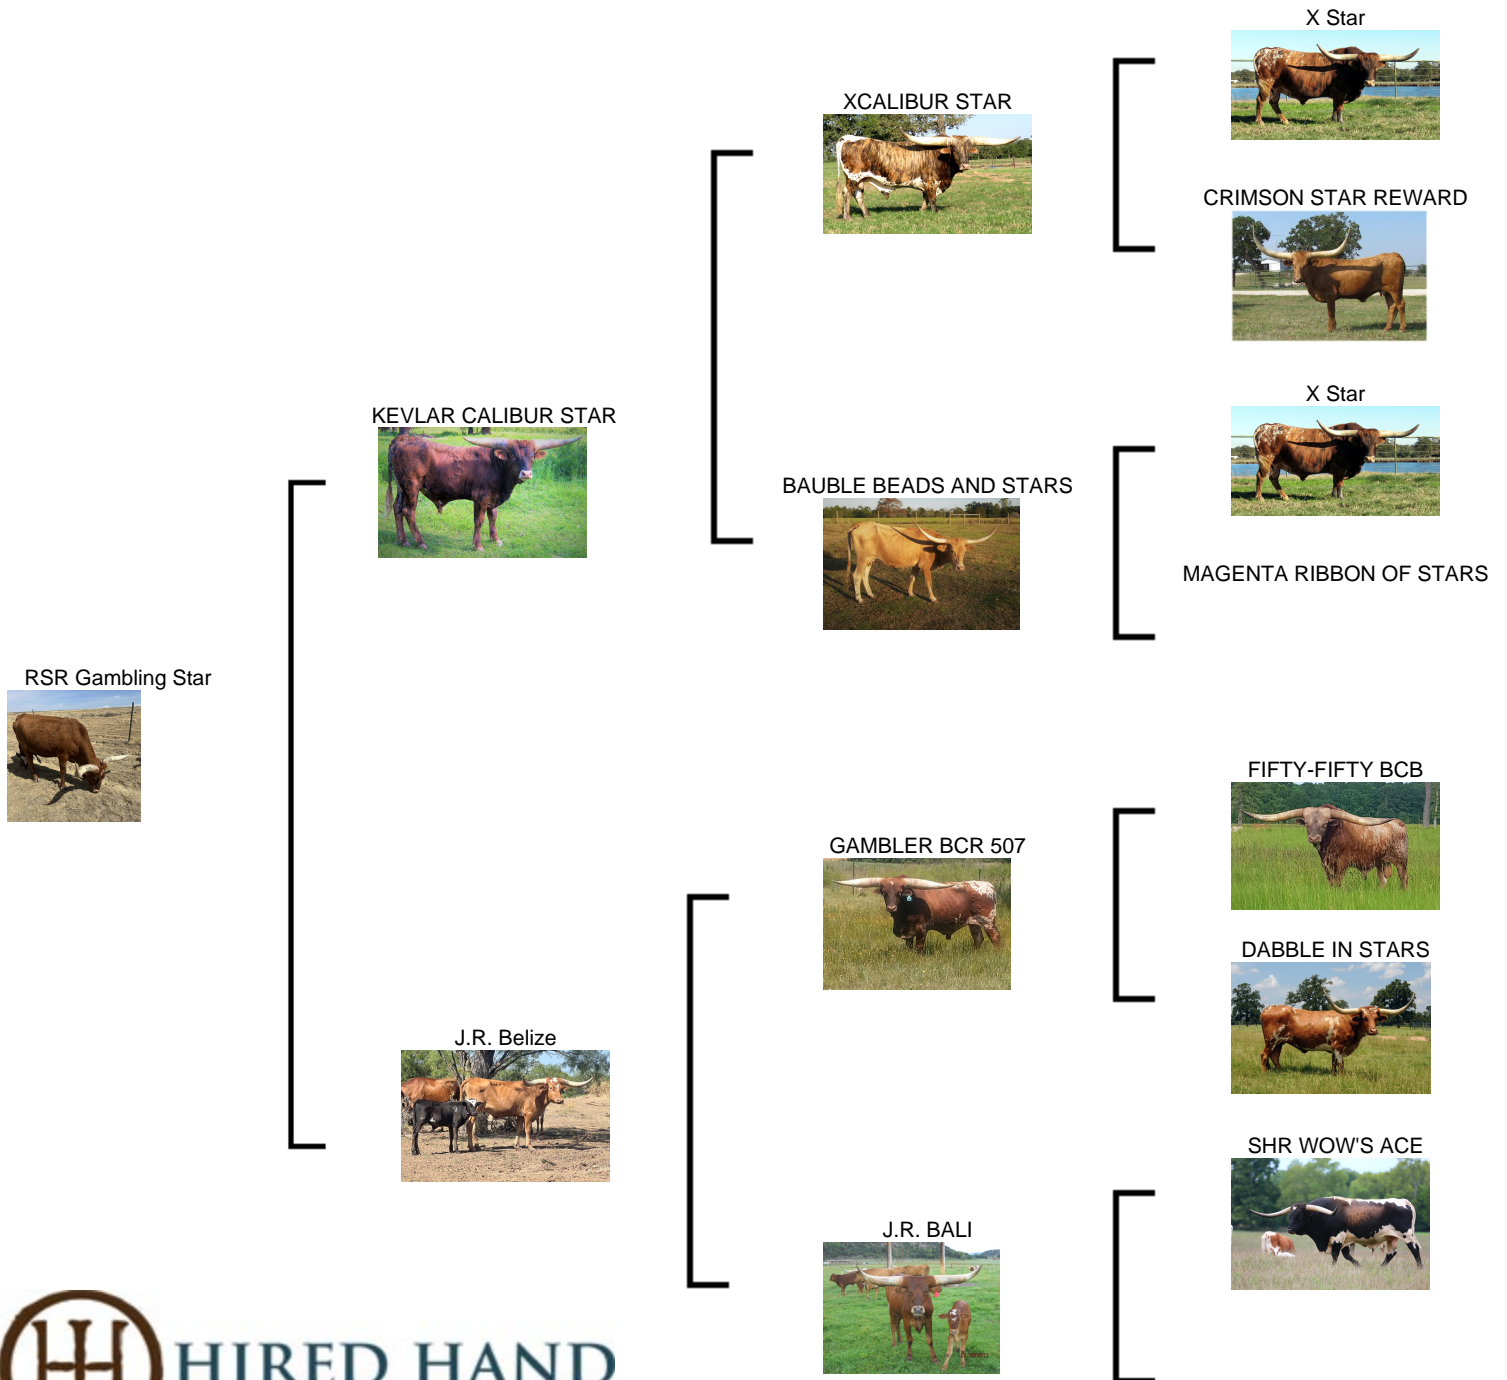 X Star
XCALIBUR STAR
CRIMSON STAR REWARD
KEVLAR CALIBUR STAR
X Star
BAUBLE BEADS AND STARS
MAGENTA RIBBON OF STARS
RSR Gambling Star
FIFTY-FIFTY BCB
GAMBLER BCR 507
DABBLE IN STARS
J.R. Belize
SHR WOW'S ACE
J.R. BALI
HIRED HAND